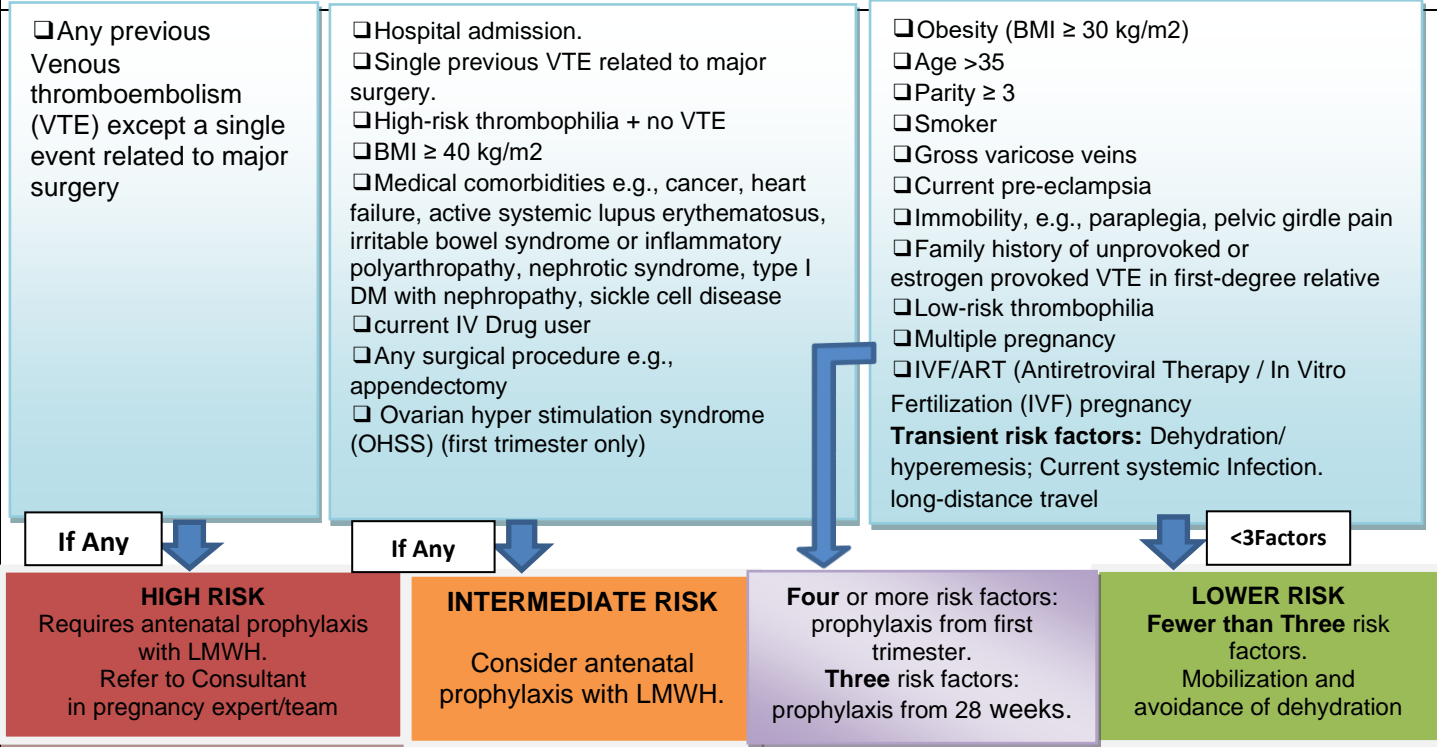 ❑Any previous
Venous
thromboembolism
(VTE) except a single
event related to major
surgery
❑Hospital admission.
❑Single previous VTE related to major
surgery.
❑High-risk thrombophilia + no VTE
❑BMI ≥ 40 kg/m2
❑Medical comorbidities e.g., cancer, heart
failure, active systemic lupus erythematosus,
irritable bowel syndrome or inflammatory
polyarthropathy, nephrotic syndrome, type I
DM with nephropathy, sickle cell disease
❑current IV Drug user
❑Any surgical procedure e.g.,
appendectomy
❑ Ovarian hyper stimulation syndrome
(OHSS) (first trimester only)
❑Obesity (BMI ≥ 30 kg/m2)
❑Age >35
❑Parity ≥ 3
❑Smoker
❑Gross varicose veins
❑Current pre-eclampsia
❑Immobility, e.g., paraplegia, pelvic girdle pain
❑Family history of unprovoked or
estrogen provoked VTE in first-degree relative
❑Low-risk thrombophilia
❑Multiple pregnancy
❑IVF/ART (Antiretroviral Therapy / In Vitro
Fertilization (IVF) pregnancy
Transient risk factors: Dehydration/
hyperemesis; Current systemic Infection.
long-distance travel
If Any
If Any
<3Factors
HIGH RISK
Requires antenatal prophylaxis
with LMWH.
Refer to Consultant
in pregnancy expert/team
INTERMEDIATE RISK
Consider antenatal
prophylaxis with LMWH.
Four or more risk factors:
prophylaxis from first
trimester.
Three risk factors:
prophylaxis from 28 weeks.
LOWER RISK
Fewer than Three risk
factors.
Mobilization and
avoidance of dehydration